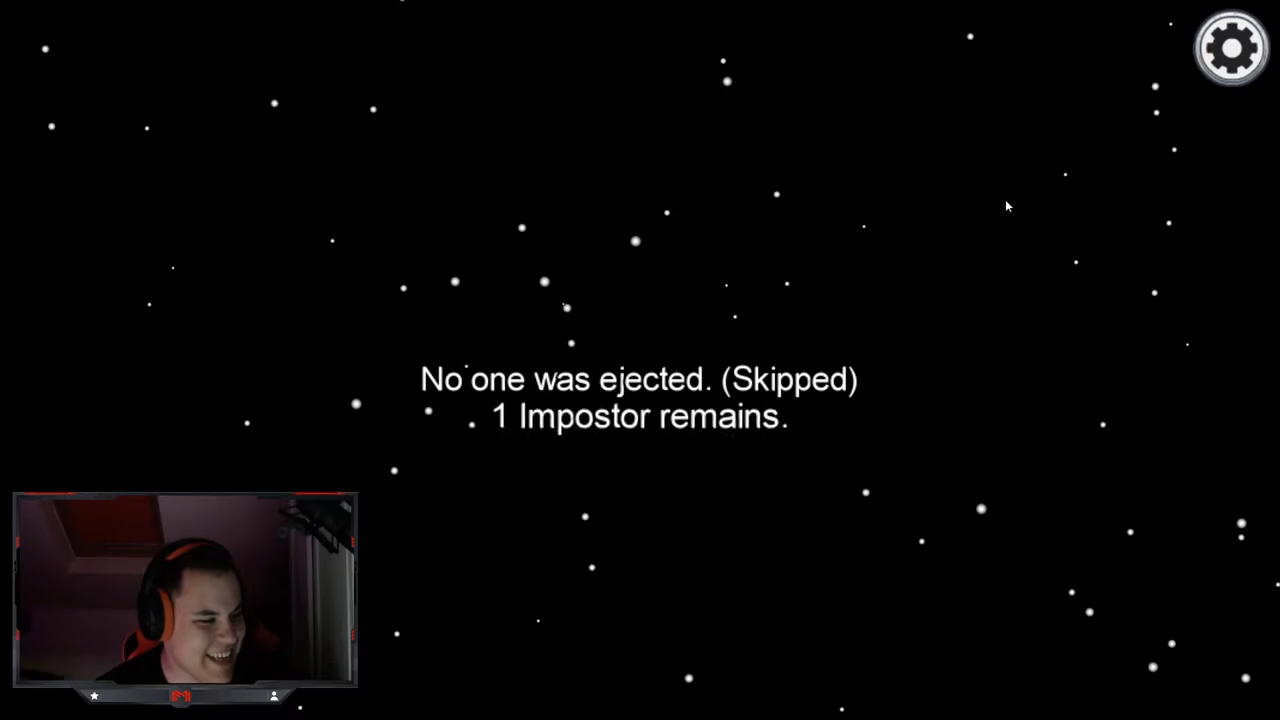 No one was ejected. (Skipped)
1 Impostor remains.